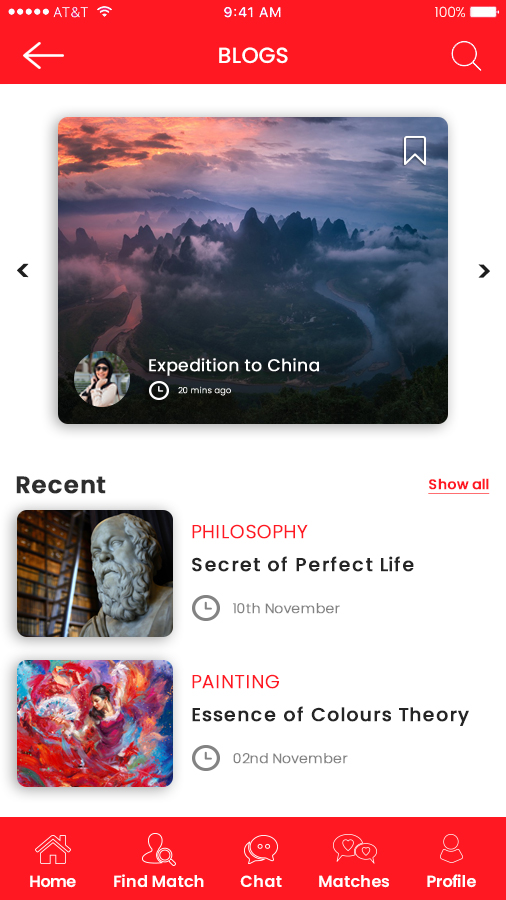 AT&T 9:41 AM 100%
BLOGS
Expedition to China
20 mins ago
Recent Show all
PHILOSOPHY
Secret of Perfect Life
10th November
PAINTING
Essence of Colours Theory
02nd November
Home Find Match Chat Matches Profile